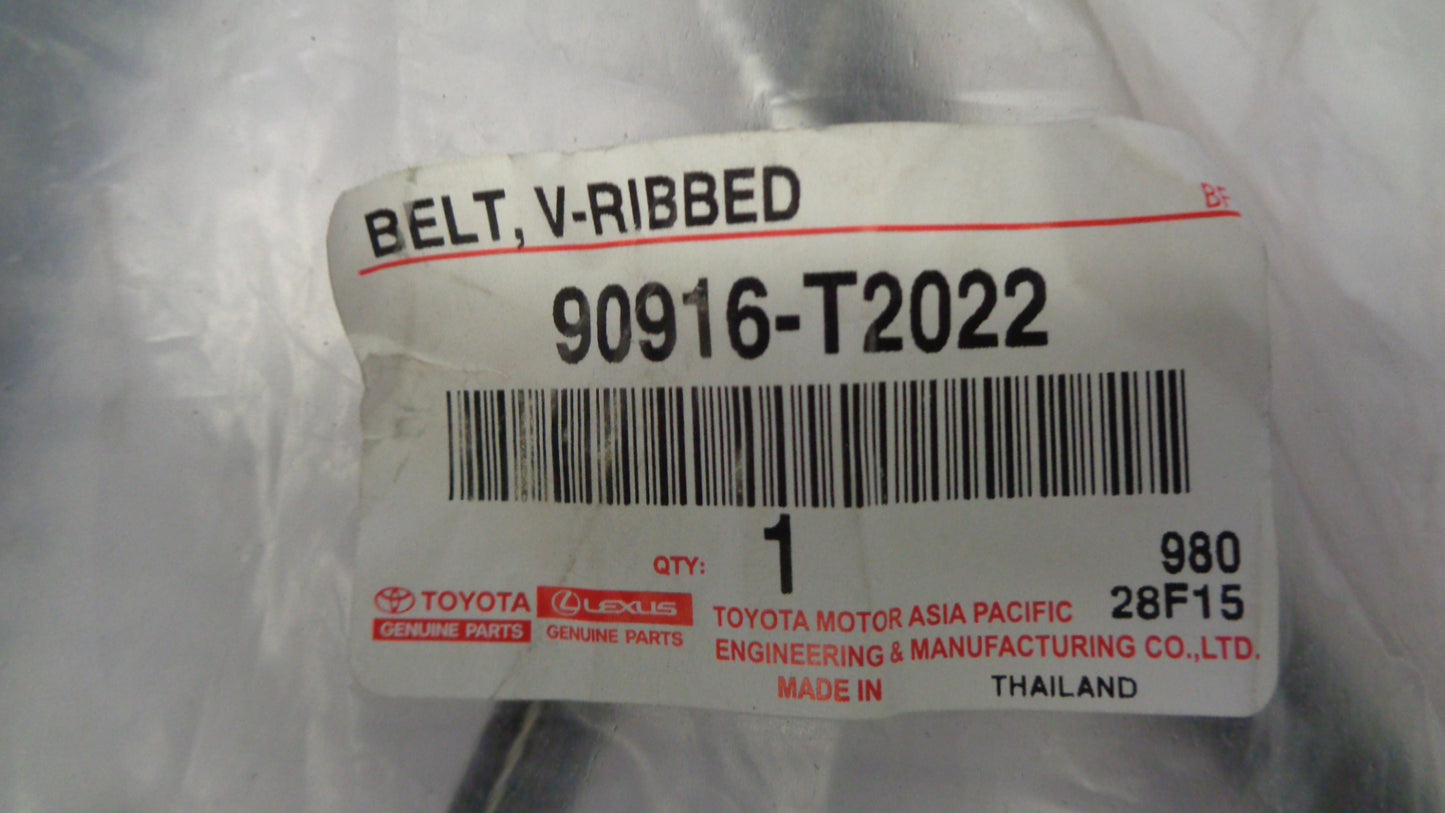 BELT, V-RIBBED
BF
90916-T2022
QTY: 1
980
28F15
TOYOTA
GENUINE PARTS
LEXUS
GENUINE PARTS
TOYOTA MOTOR ASIA PACIFIC
ENGINEERING & MANUFACTURING CO.,LTD.
MADE IN THAILAND